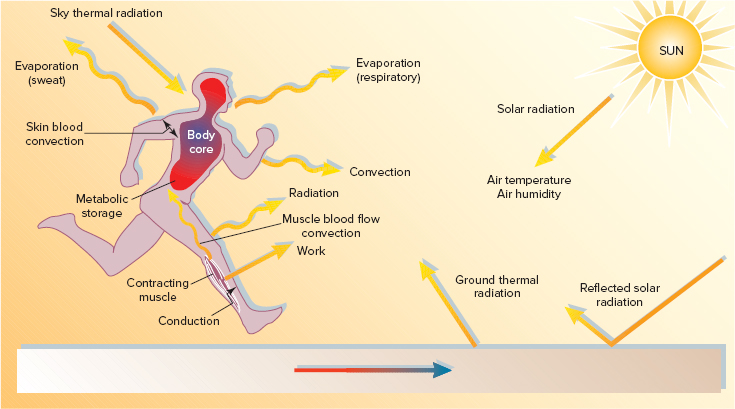 Sky thermal radiation
Evaporation
(sweat)
Evaporation
(respiratory)
SUN
Solar radiation
Skin blood
convection
Body
core
Convection
Air temperature
Air humidity
Metabolic
storage
Radiation
Muscle blood flow
convection
Work
Contracting
muscle
Conduction
Ground thermal
radiation
Reflected solar
radiation